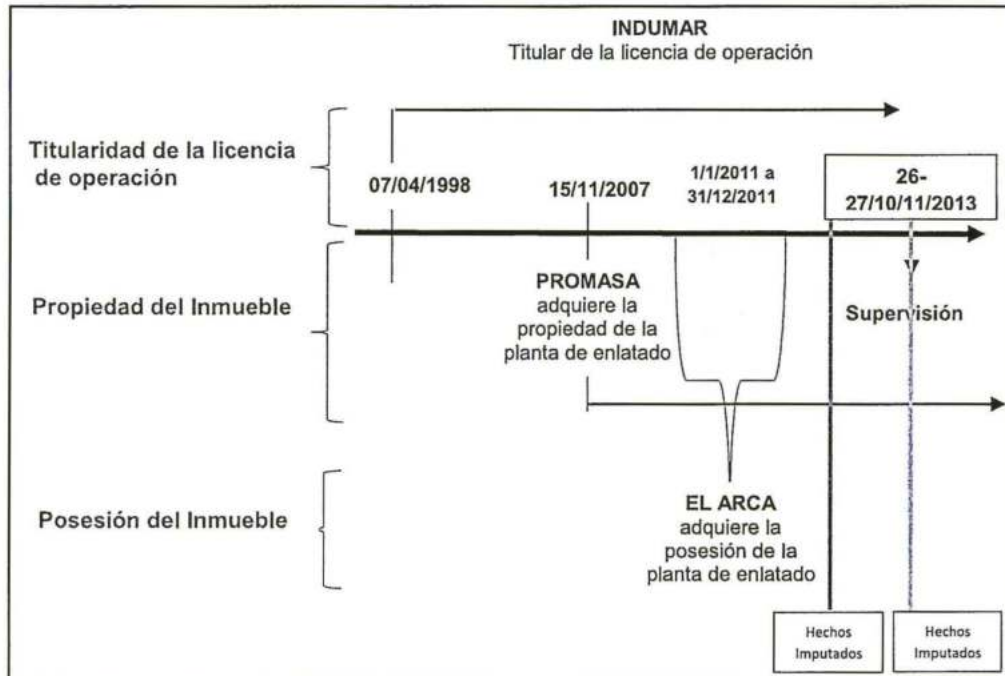 INDUMAR
Titular de la licencia de operación
Titularidad de la licencia
de operación
07/04/1998
15/11/2007
1/1/2011 a
31/12/2011
26-
27/10/11/2013
Propiedad del Inmueble
PROMASA
adquiere la
propiedad de la
planta de enlatado
Supervisión
Posesión del Inmueble
EL ARCA
adquiere la
posesión de la
planta de enlatado
Hechos
Imputados
Hechos
Imputados